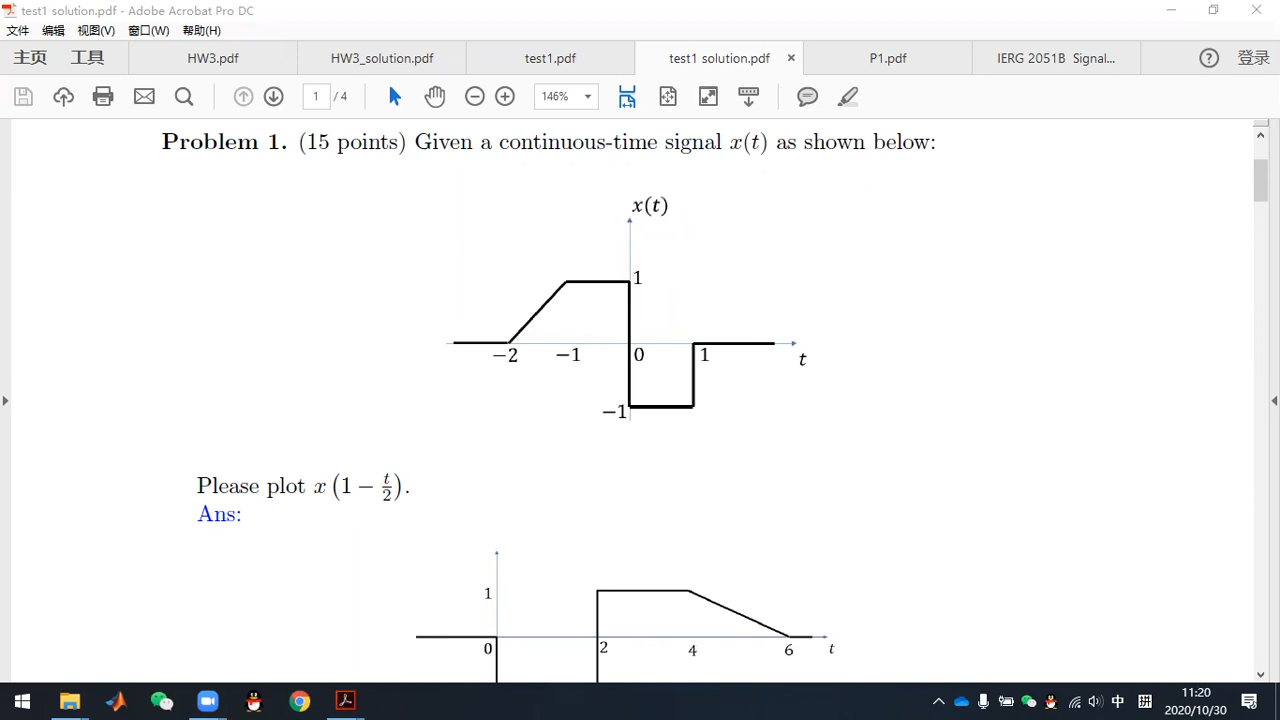 test1 solution.pdf - Adobe Acrobat Pro DC
文件 编辑 视图(V) 窗口(W) 帮助(H)
主页 工具 HW3.pdf HW3_solution.pdf test1.pdf test1 solution.pdf × P1.pdf IERG 2051B Signal... 登录
1 / 4 146%
Problem 1. (15 points) Given a continuous-time signal x(t) as shown below:
x(t)
1
−2 −1 0 1 t
−1
Please plot x(1 − t/2).
Ans:
1
0 2 4 6 t
中 拼 11:20
2020/10/30